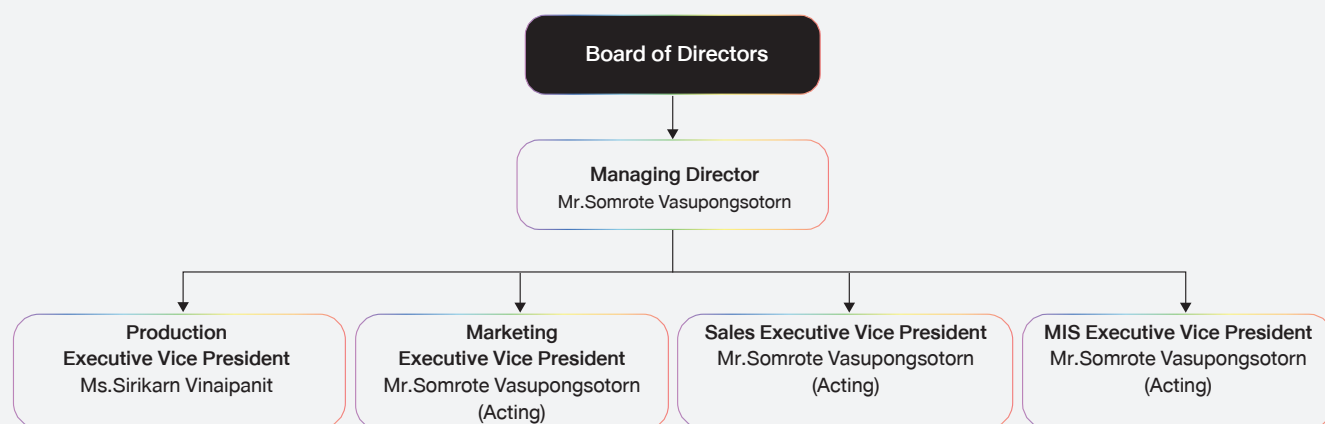 Board of Directors
Managing Director
Mr.Somrote Vasupongsotorn
Production
Executive Vice President
Ms.Sirikarn Vinaipanit
Marketing
Executive Vice President
Mr.Somrote Vasupongsotorn
(Acting)
Sales Executive Vice President
Mr.Somrote Vasupongsotorn
(Acting)
MIS Executive Vice President
Mr.Somrote Vasupongsotorn
(Acting)